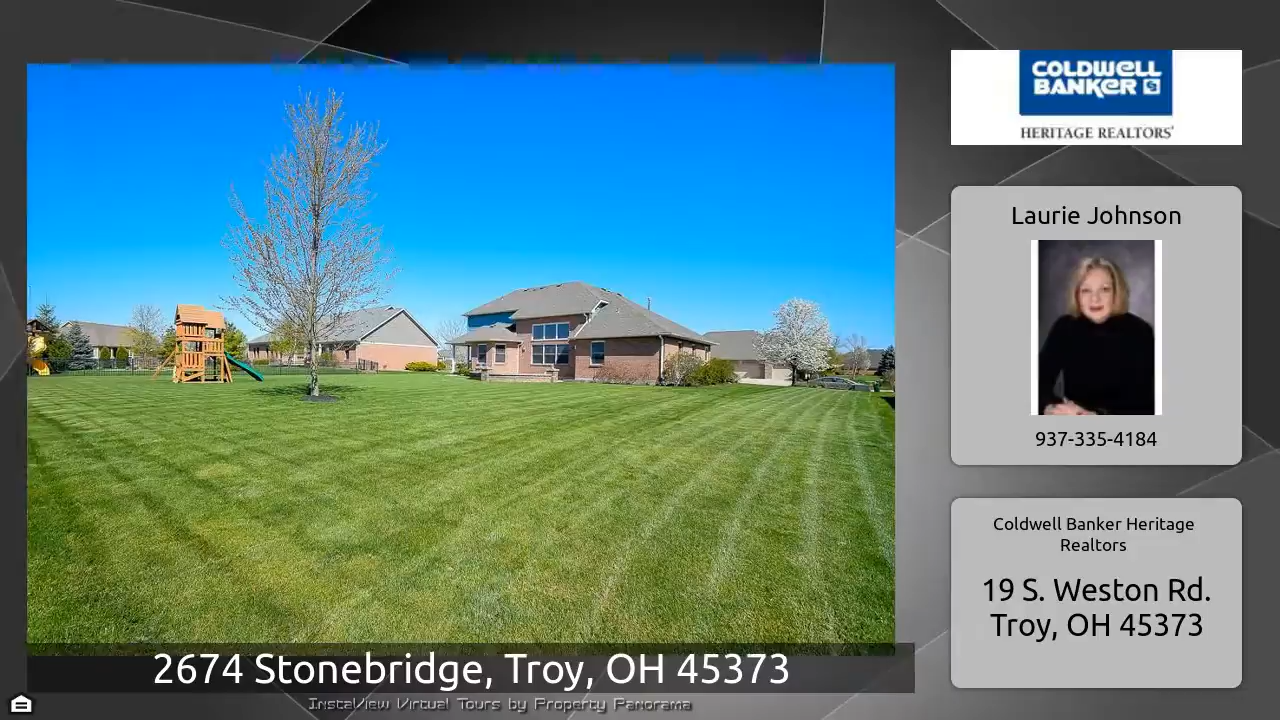 COLDWELL
BANKER
HERITAGE REALTORS'
Laurie Johnson
937-335-4184
Coldwell Banker Heritage
Realtors
19 S. Weston Rd.
Troy, OH 45373
2674 Stonebridge, Troy, OH 45373
InstaView Virtual Tours by Property Panorama